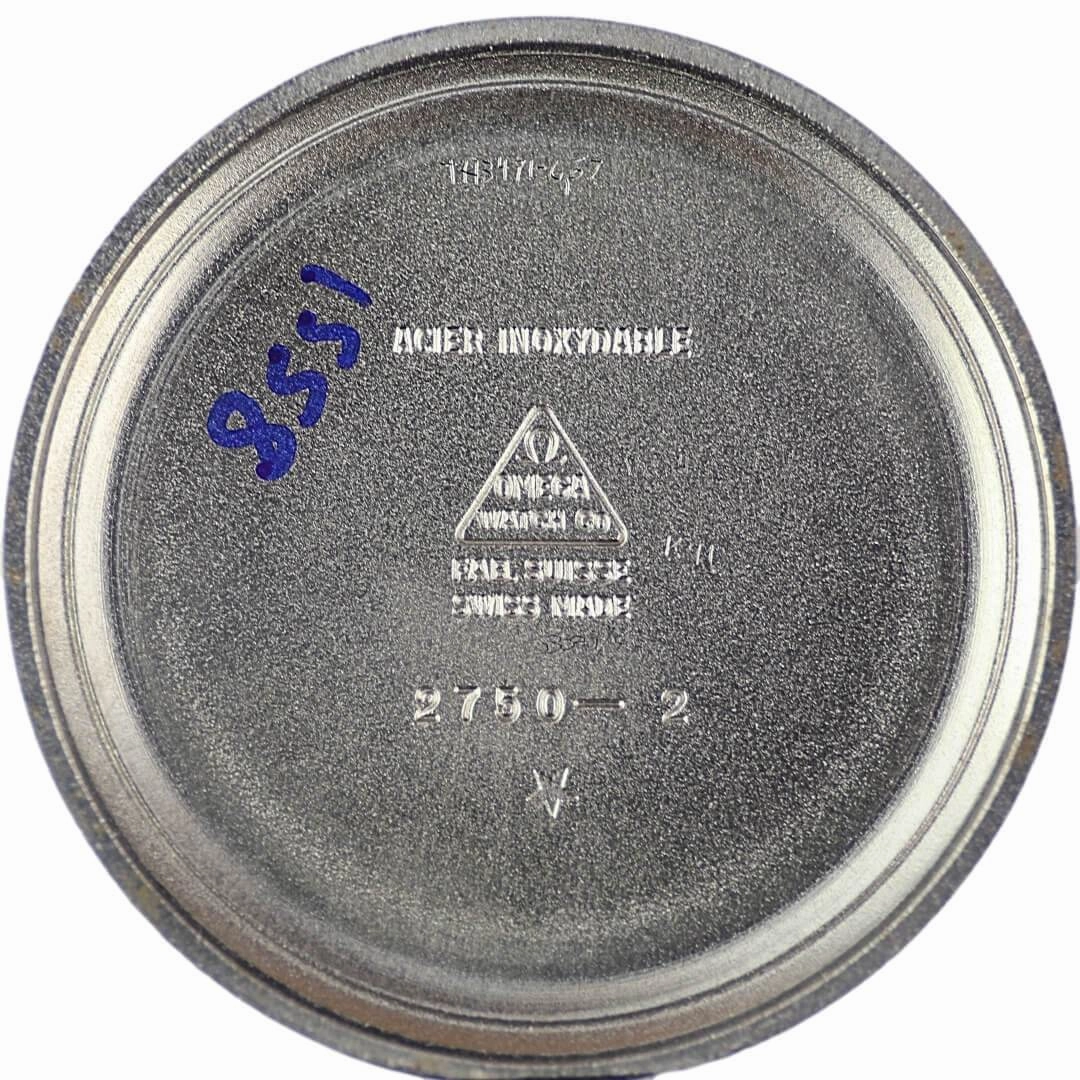 8551
ACIER INOXYDABLE
Ω
OMEGA
WATCH CO
FAB. SUISSE
SWISS MADE
2750— 2